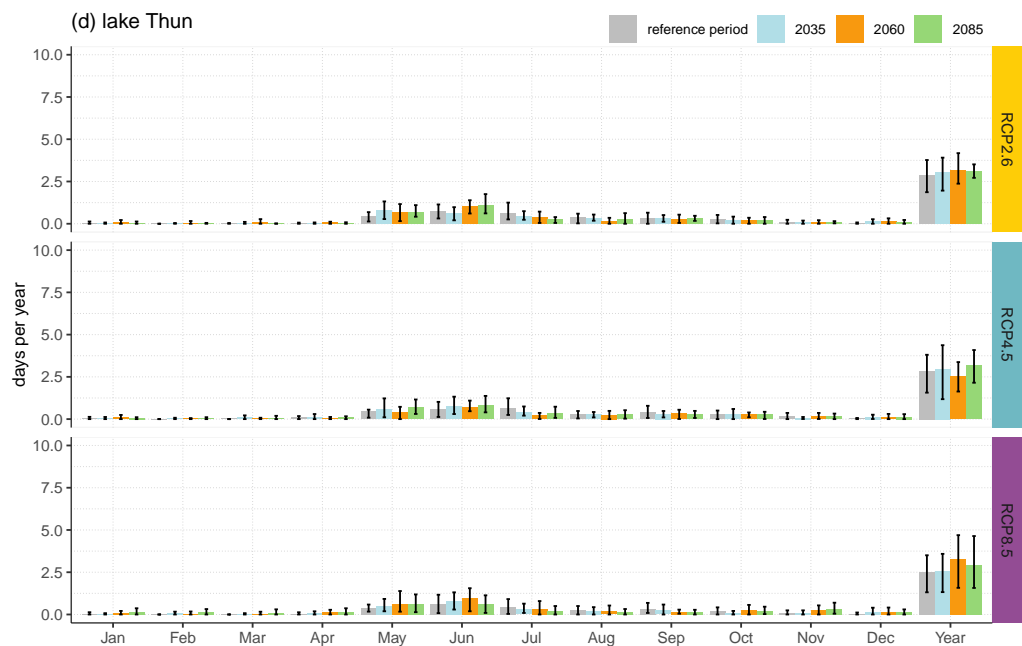 (d) lake Thun
reference period 2035 2060 2085
days per year
10.0
7.5
5.0
2.5
0.0
RCP2.6
10.0
7.5
5.0
2.5
0.0
RCP4.5
10.0
7.5
5.0
2.5
0.0
RCP8.5
Jan Feb Mar Apr May Jun Jul Aug Sep Oct Nov Dec Year